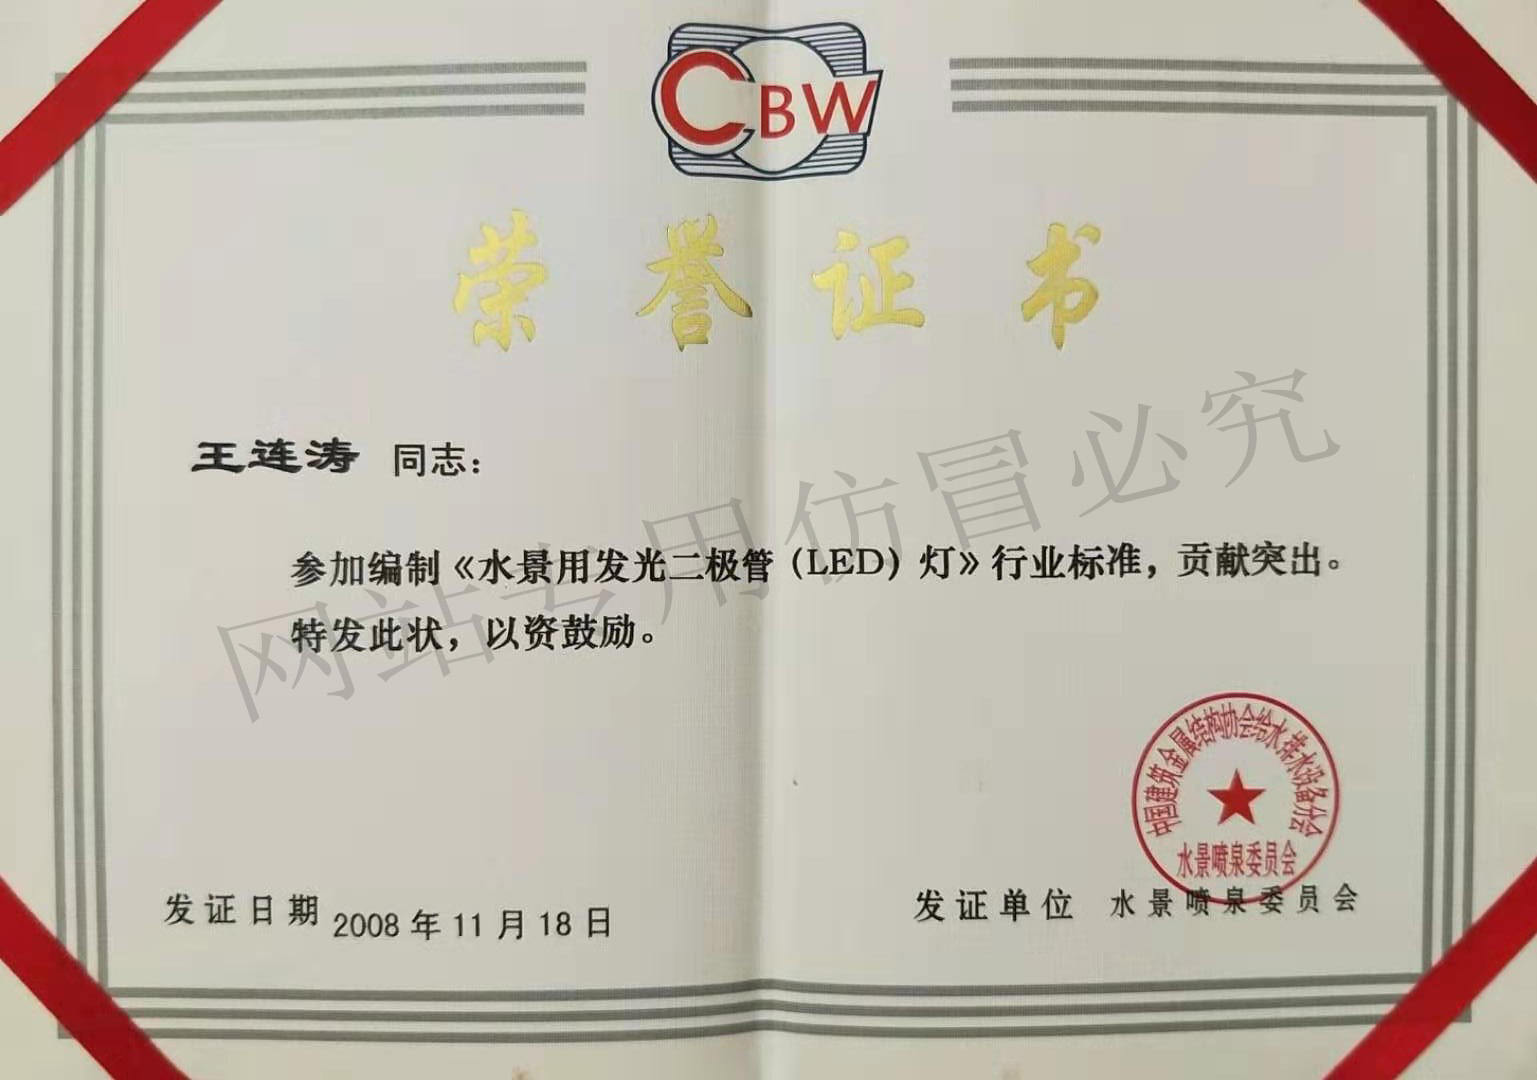 CBW
荣誉证书
王连涛 同志：
参加编制《水景用发光二极管（LED）灯》行业标准，贡献突出。
特发此状，以资鼓励。
网站专用仿冒必究
中国建筑金属结构协会给水排水设备分会
水景喷泉委员会
发证日期 2008年11月18日
发证单位 水景喷泉委员会